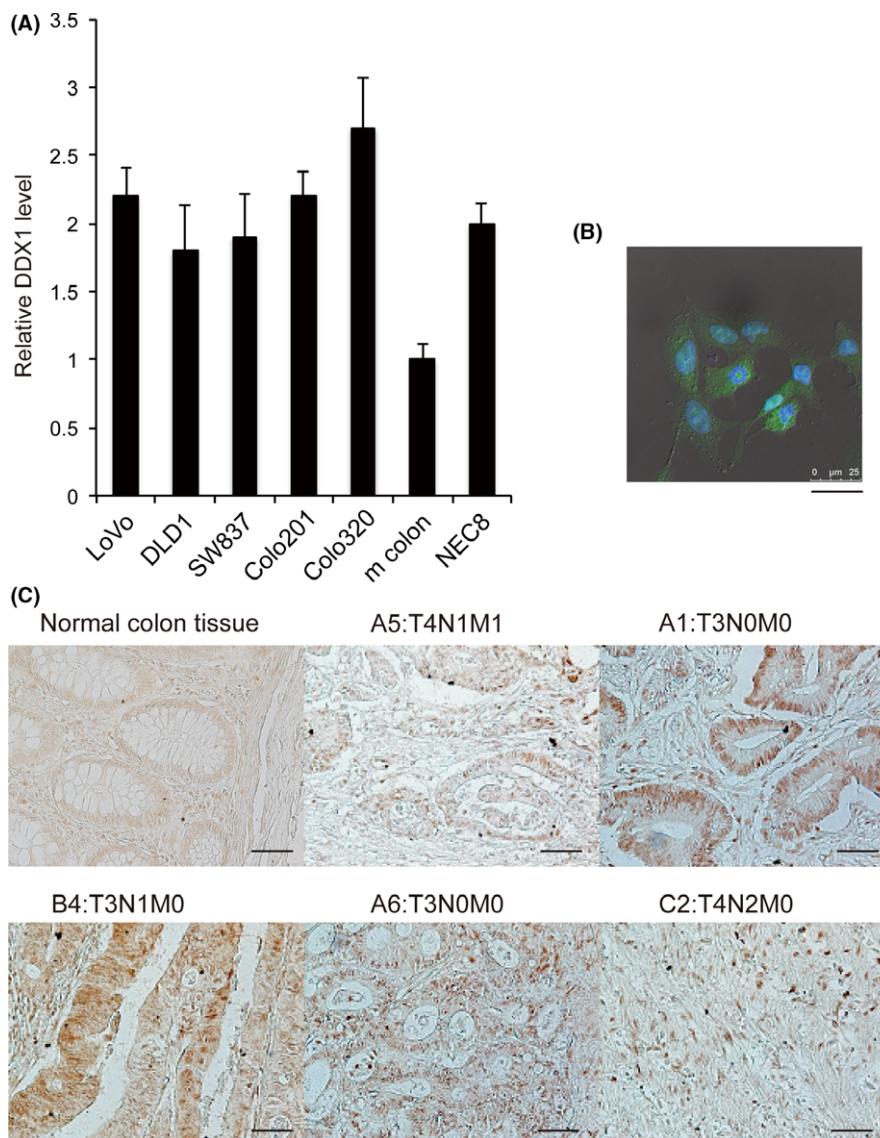 (A)
Relative DDX1 level
3.5
3
2.5
2
1.5
1
0.5
0
LoVo
DLD1
SW837
Colo201
Colo320
m colon
NEC8
(B)
0 µm 25
(C)
Normal colon tissue
A5:T4N1M1
A1:T3N0M0
B4:T3N1M0
A6:T3N0M0
C2:T4N2M0